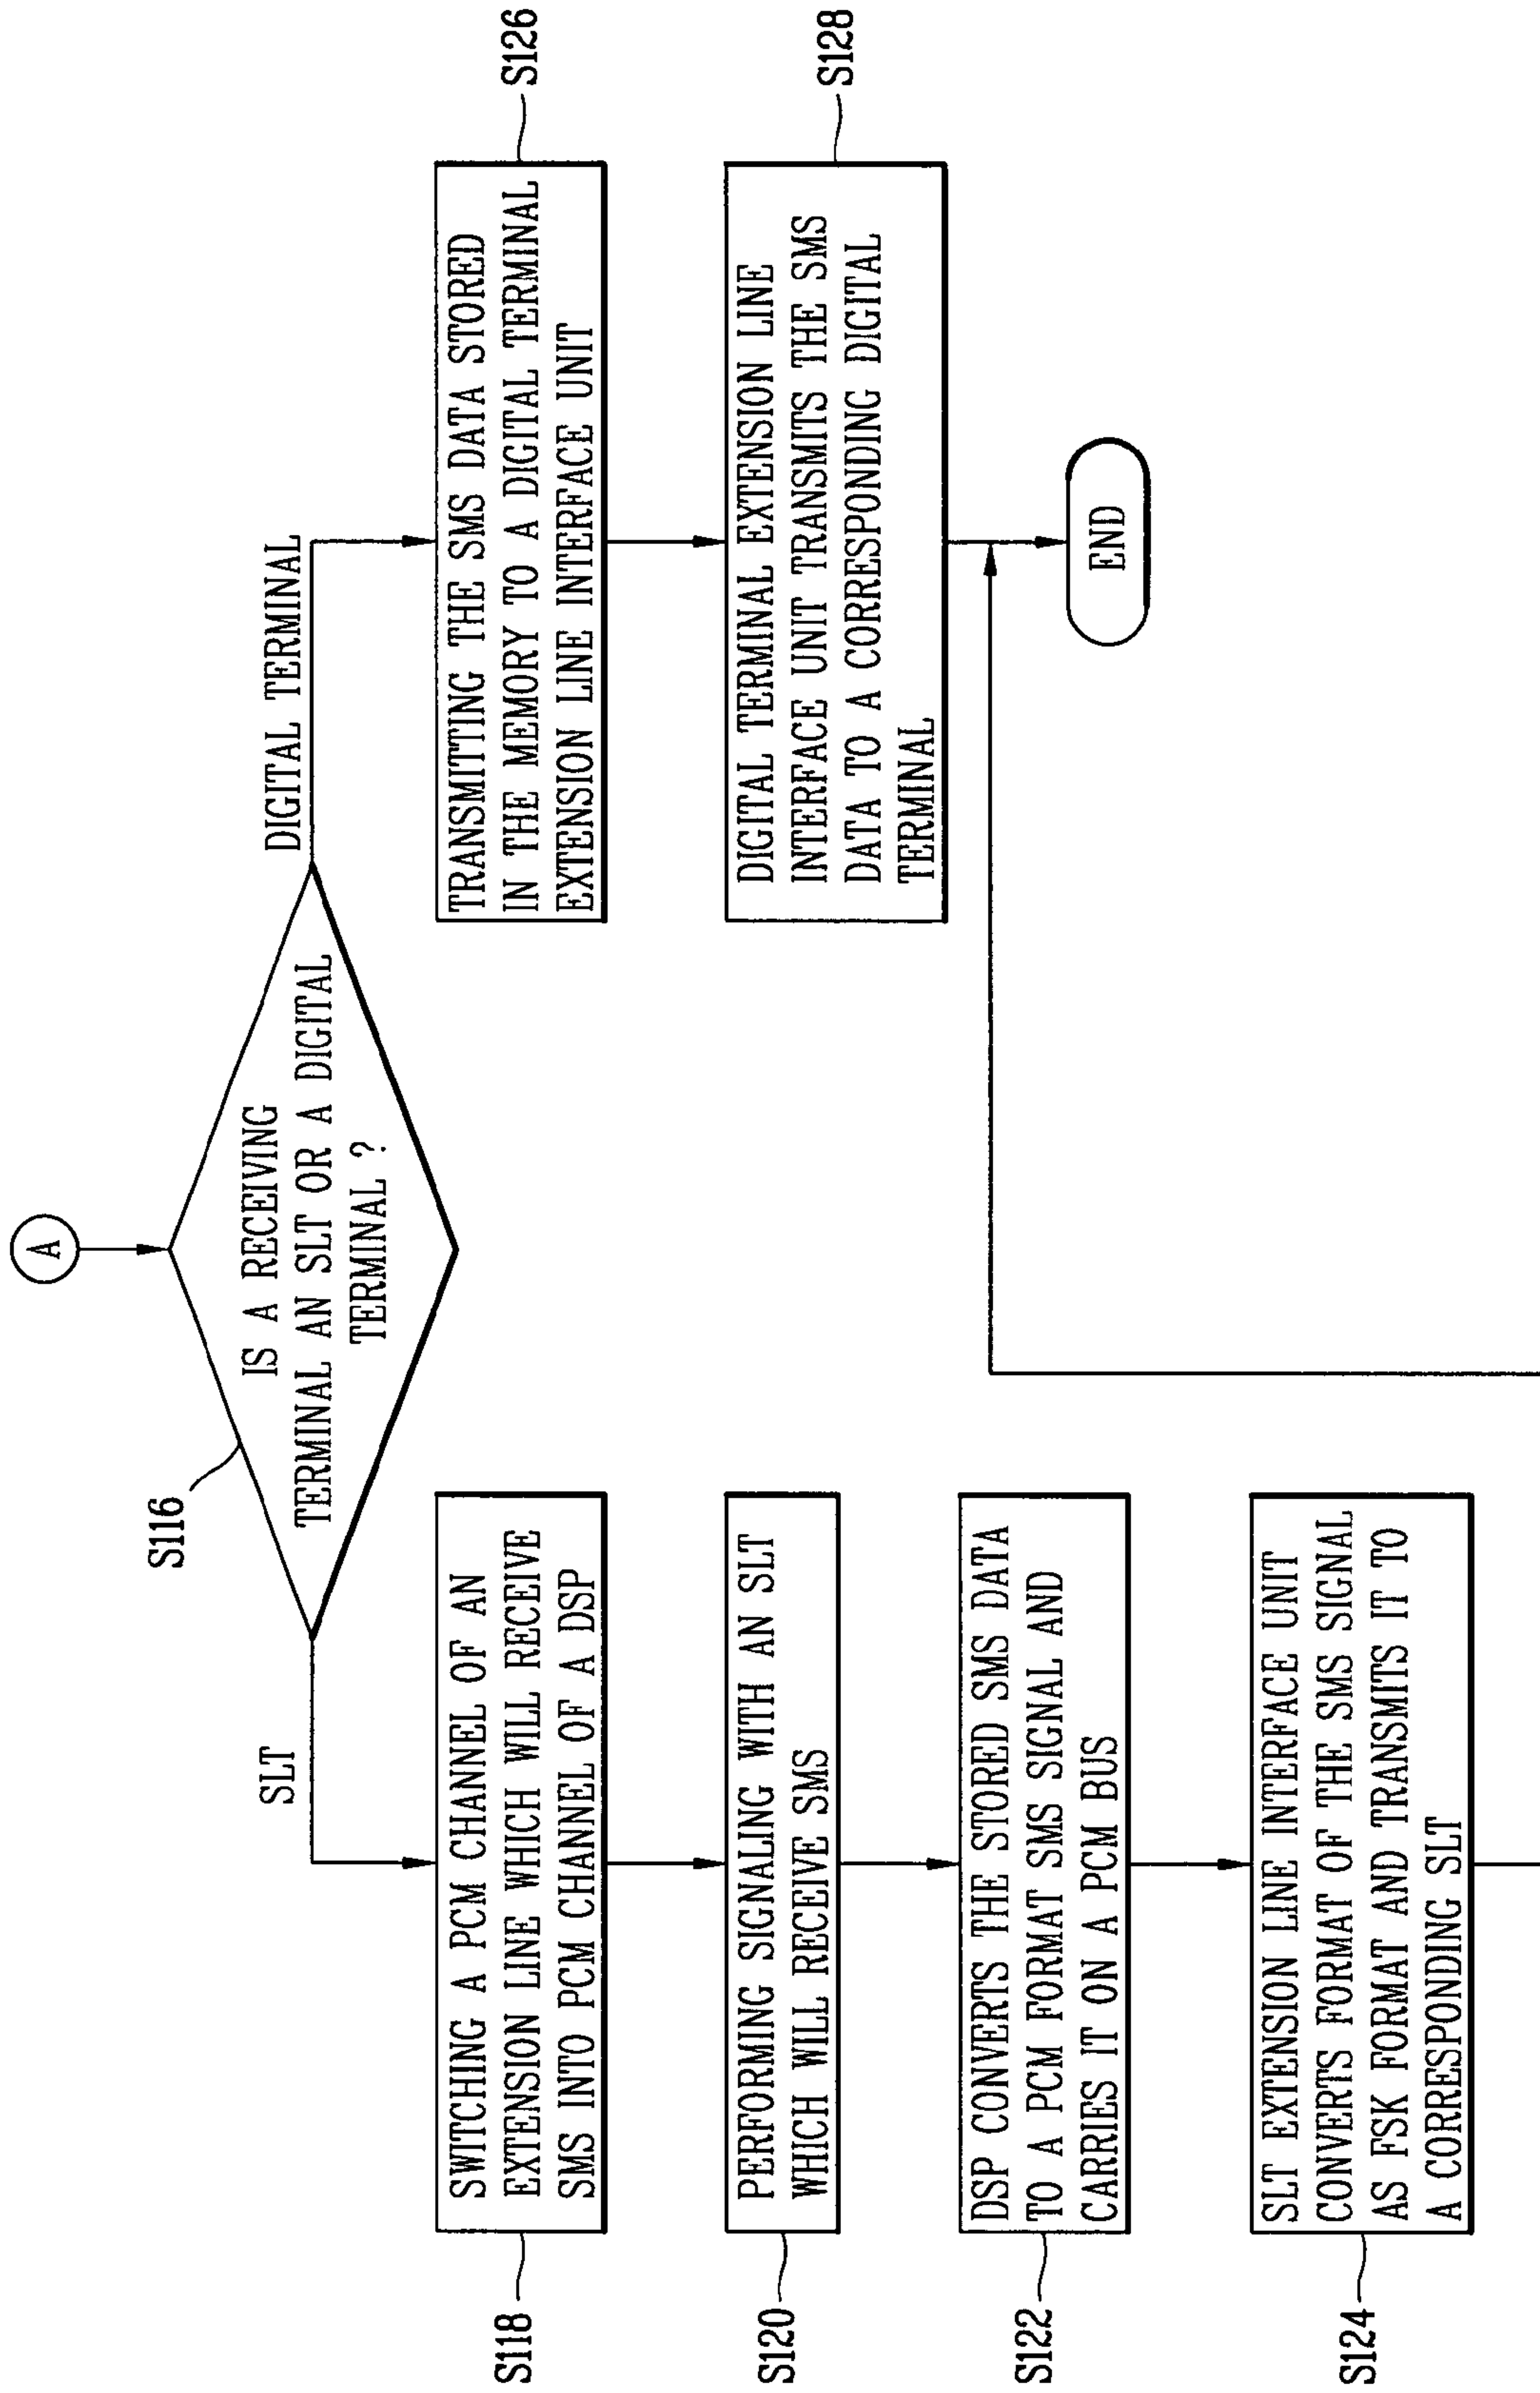 A
S116
IS A RECEIVING
TERMINAL AN SLT OR A DIGITAL
TERMINAL ?
SLT
DIGITAL TERMINAL
S118
SWITCHING A PCM CHANNEL OF AN
EXTENSION LINE WHICH WILL RECEIVE
SMS INTO PCM CHANNEL OF A DSP
S120
PERFORMING SIGNALING WITH AN SLT
WHICH WILL RECEIVE SMS
S122
DSP CONVERTS THE STORED SMS DATA
TO A PCM FORMAT SMS SIGNAL AND
CARRIES IT ON A PCM BUS
S124
SLT EXTENSION LINE INTERFACE UNIT
CONVERTS FORMAT OF THE SMS SIGNAL
AS FSK FORMAT AND TRANSMITS IT TO
A CORRESPONDING SLT
S126
TRANSMITTING THE SMS DATA STORED
IN THE MEMORY TO A DIGITAL TERMINAL
EXTENSION LINE INTERFACE UNIT
S128
DIGITAL TERMINAL EXTENSION LINE
INTERFACE UNIT TRANSMITS THE SMS
DATA TO A CORRESPONDING DIGITAL
TERMINAL
END